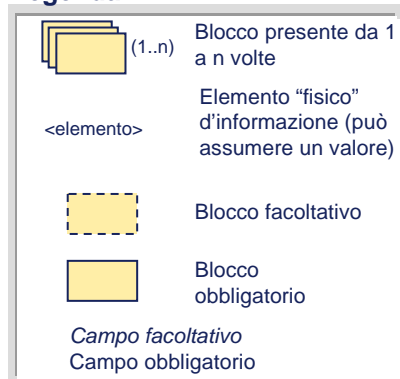 (1..n)
Blocco presente da 1
a n volte
<elemento>
Elemento “fisico”
d’informazione (può
assumere un valore)
Blocco facoltativo
Blocco
obbligatorio
Campo facoltativo
Campo obbligatorio